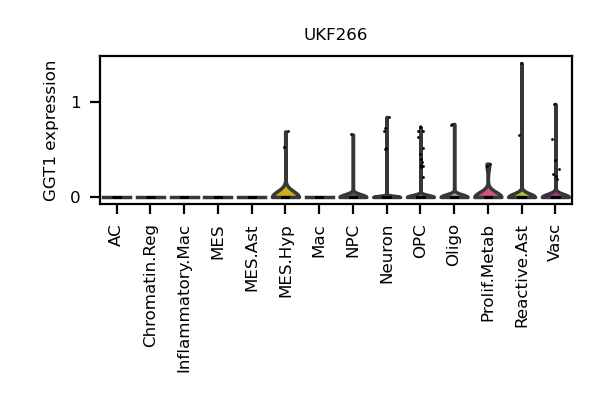 UKF266
GGT1 expression
1
0
AC
Chromatin.Reg
Inflammatory.Mac
MES
MES.Ast
MES.Hyp
Mac
NPC
Neuron
OPC
Oligo
Prolif.Metab
Reactive.Ast
Vasc